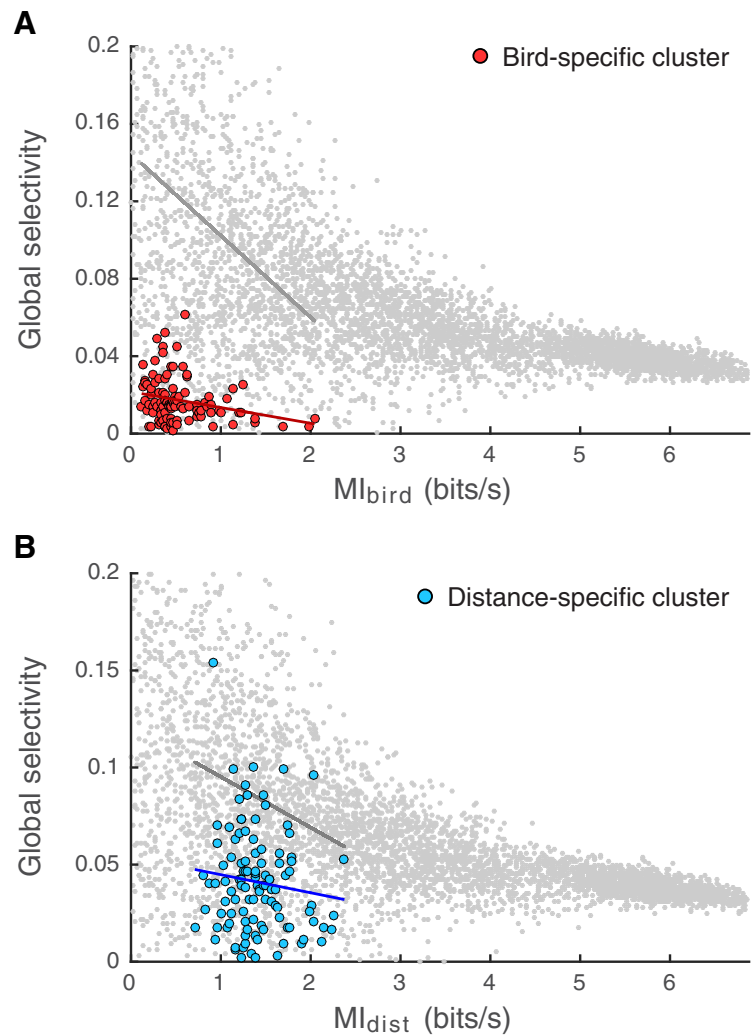 A
Bird-specific cluster
Global selectivity
0.2
0.16
0.12
0.08
0.04
0
0 1 2 3 4 5 6
MIbird (bits/s)
B
Distance-specific cluster
Global selectivity
0.2
0.15
0.1
0.05
0
0 1 2 3 4 5 6
MIdist (bits/s)